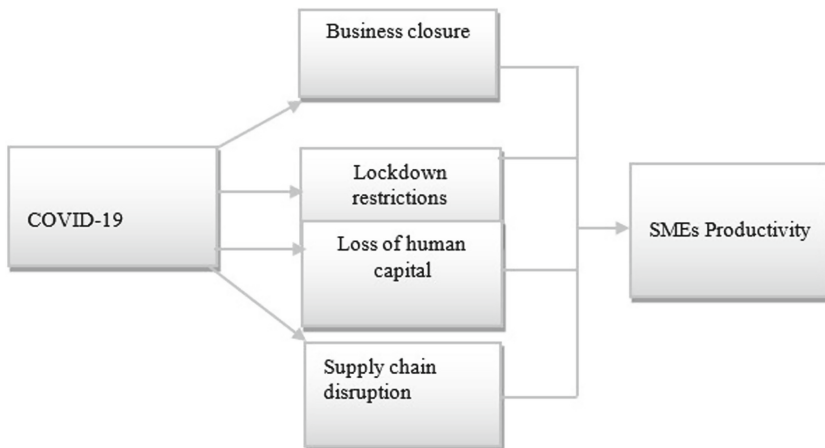 Business closure
COVID-19
Lockdown
restrictions
Loss of human
capital
Supply chain
disruption
SMEs Productivity